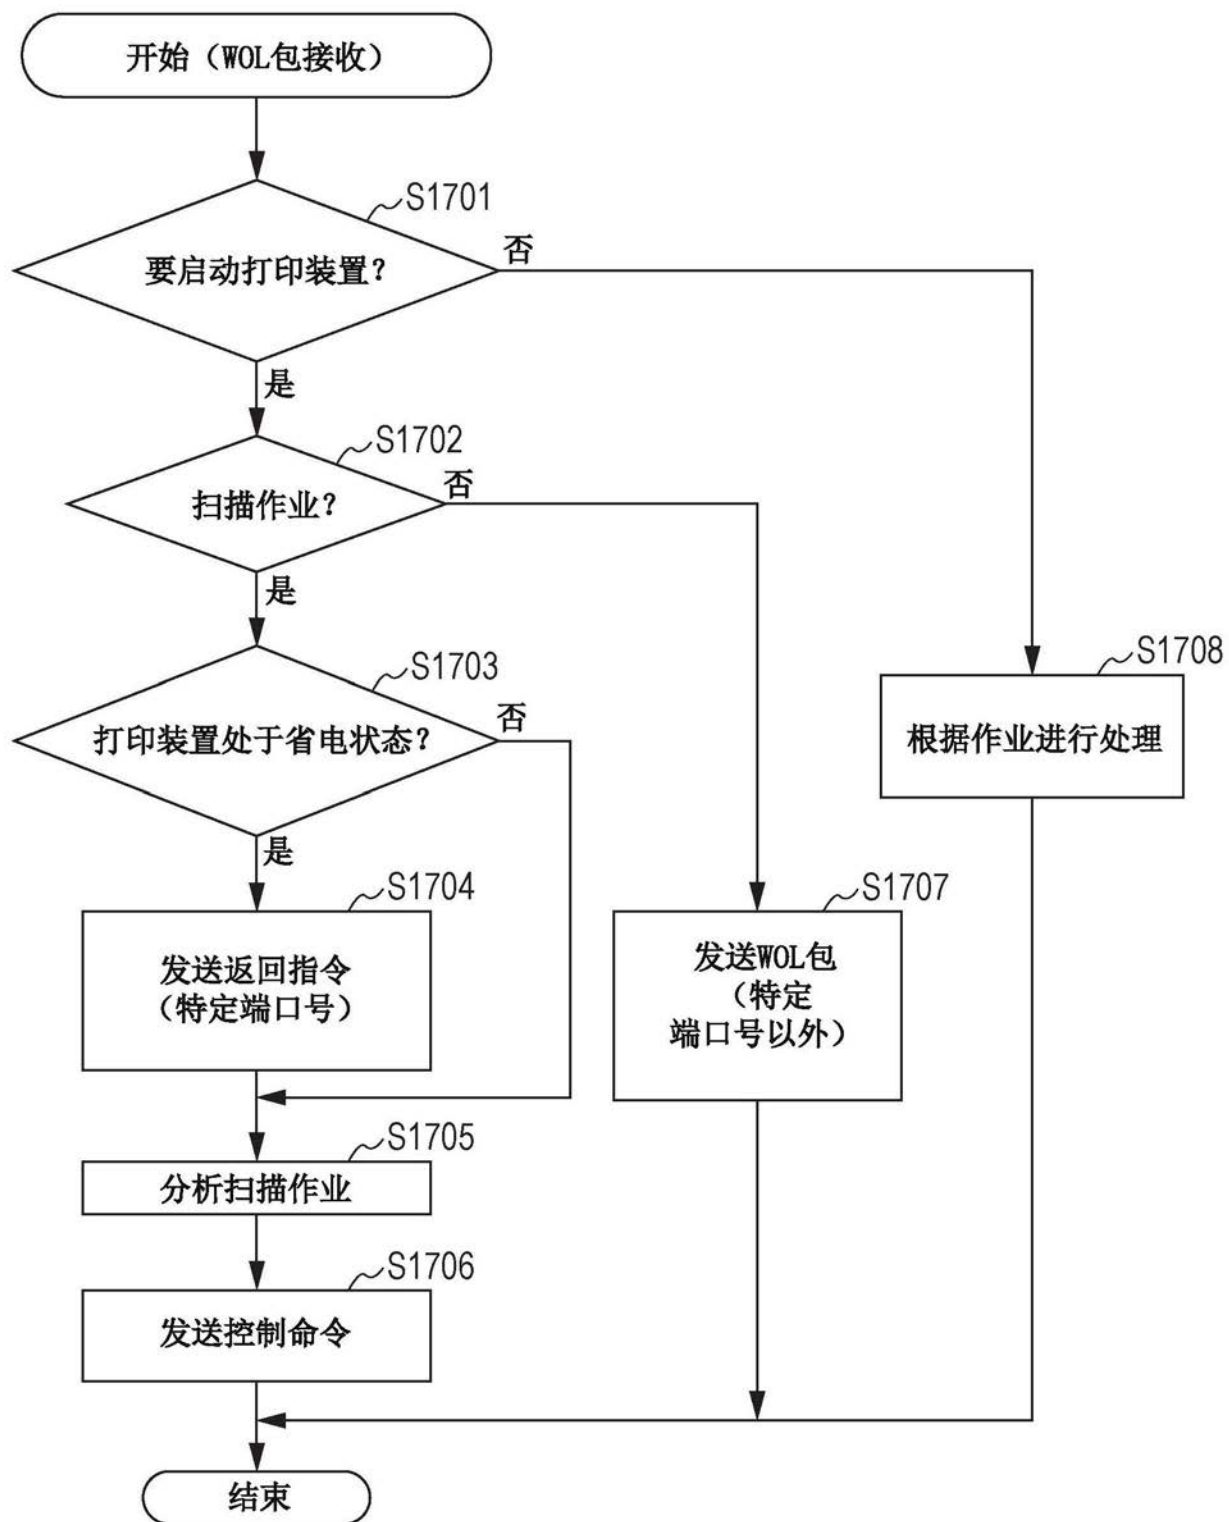 开始（WOL包接收）
S1701
要启动打印装置？
否
是
S1702
扫描作业？
否
是
S1703
打印装置处于省电状态？
否
是
S1708
根据作业进行处理
S1704
发送返回指令
（特定端口号）
S1707
发送WOL包
（特定
端口号以外）
S1705
分析扫描作业
S1706
发送控制命令
结束